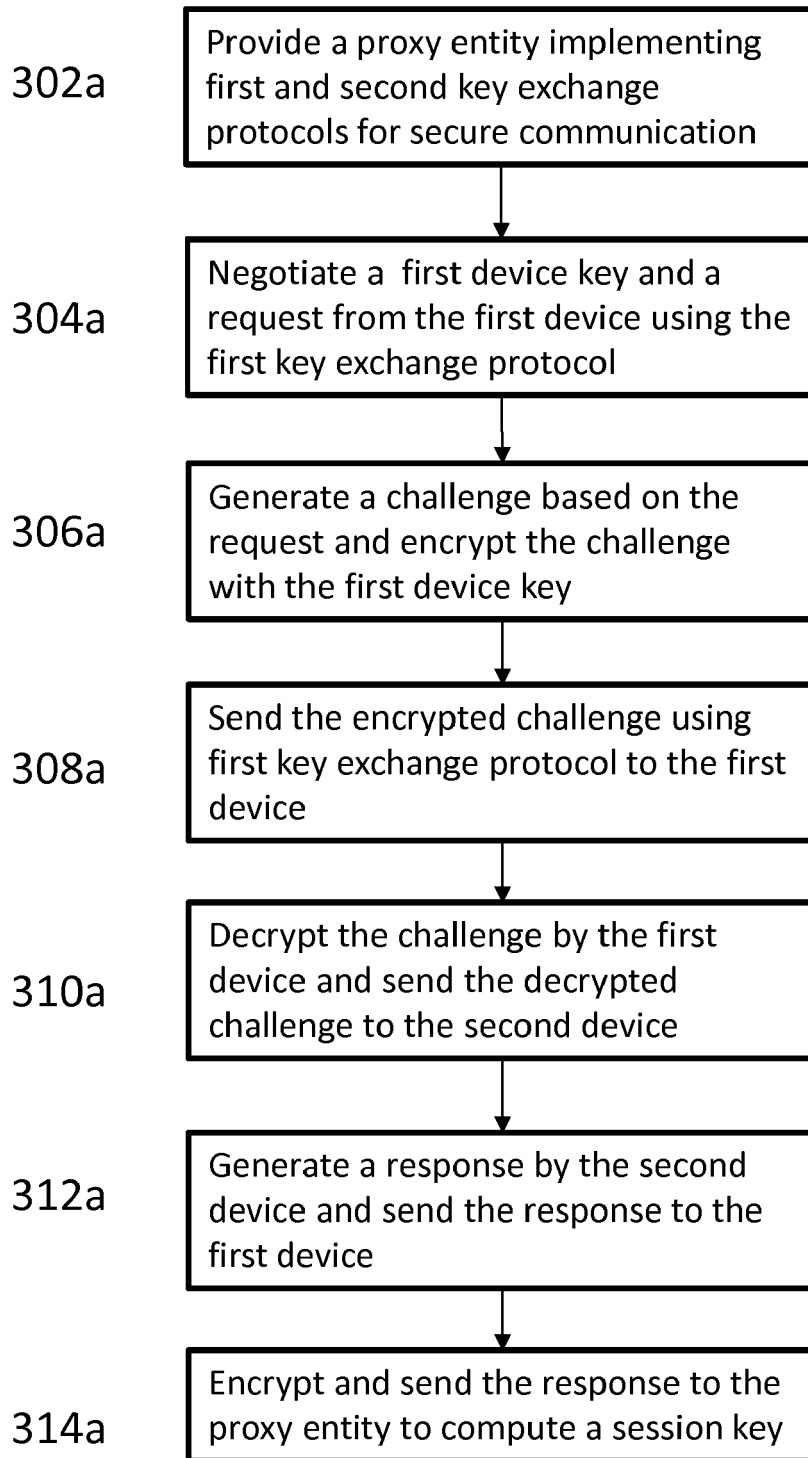 302a
Provide a proxy entity implementing
first and second key exchange
protocols for secure communication
304a
Negotiate a first device key and a
request from the first device using the
first key exchange protocol
306a
Generate a challenge based on the
request and encrypt the challenge
with the first device key
308a
Send the encrypted challenge using
first key exchange protocol to the first
device
310a
Decrypt the challenge by the first
device and send the decrypted
challenge to the second device
312a
Generate a response by the second
device and send the response to the
first device
314a
Encrypt and send the response to the
proxy entity to compute a session key